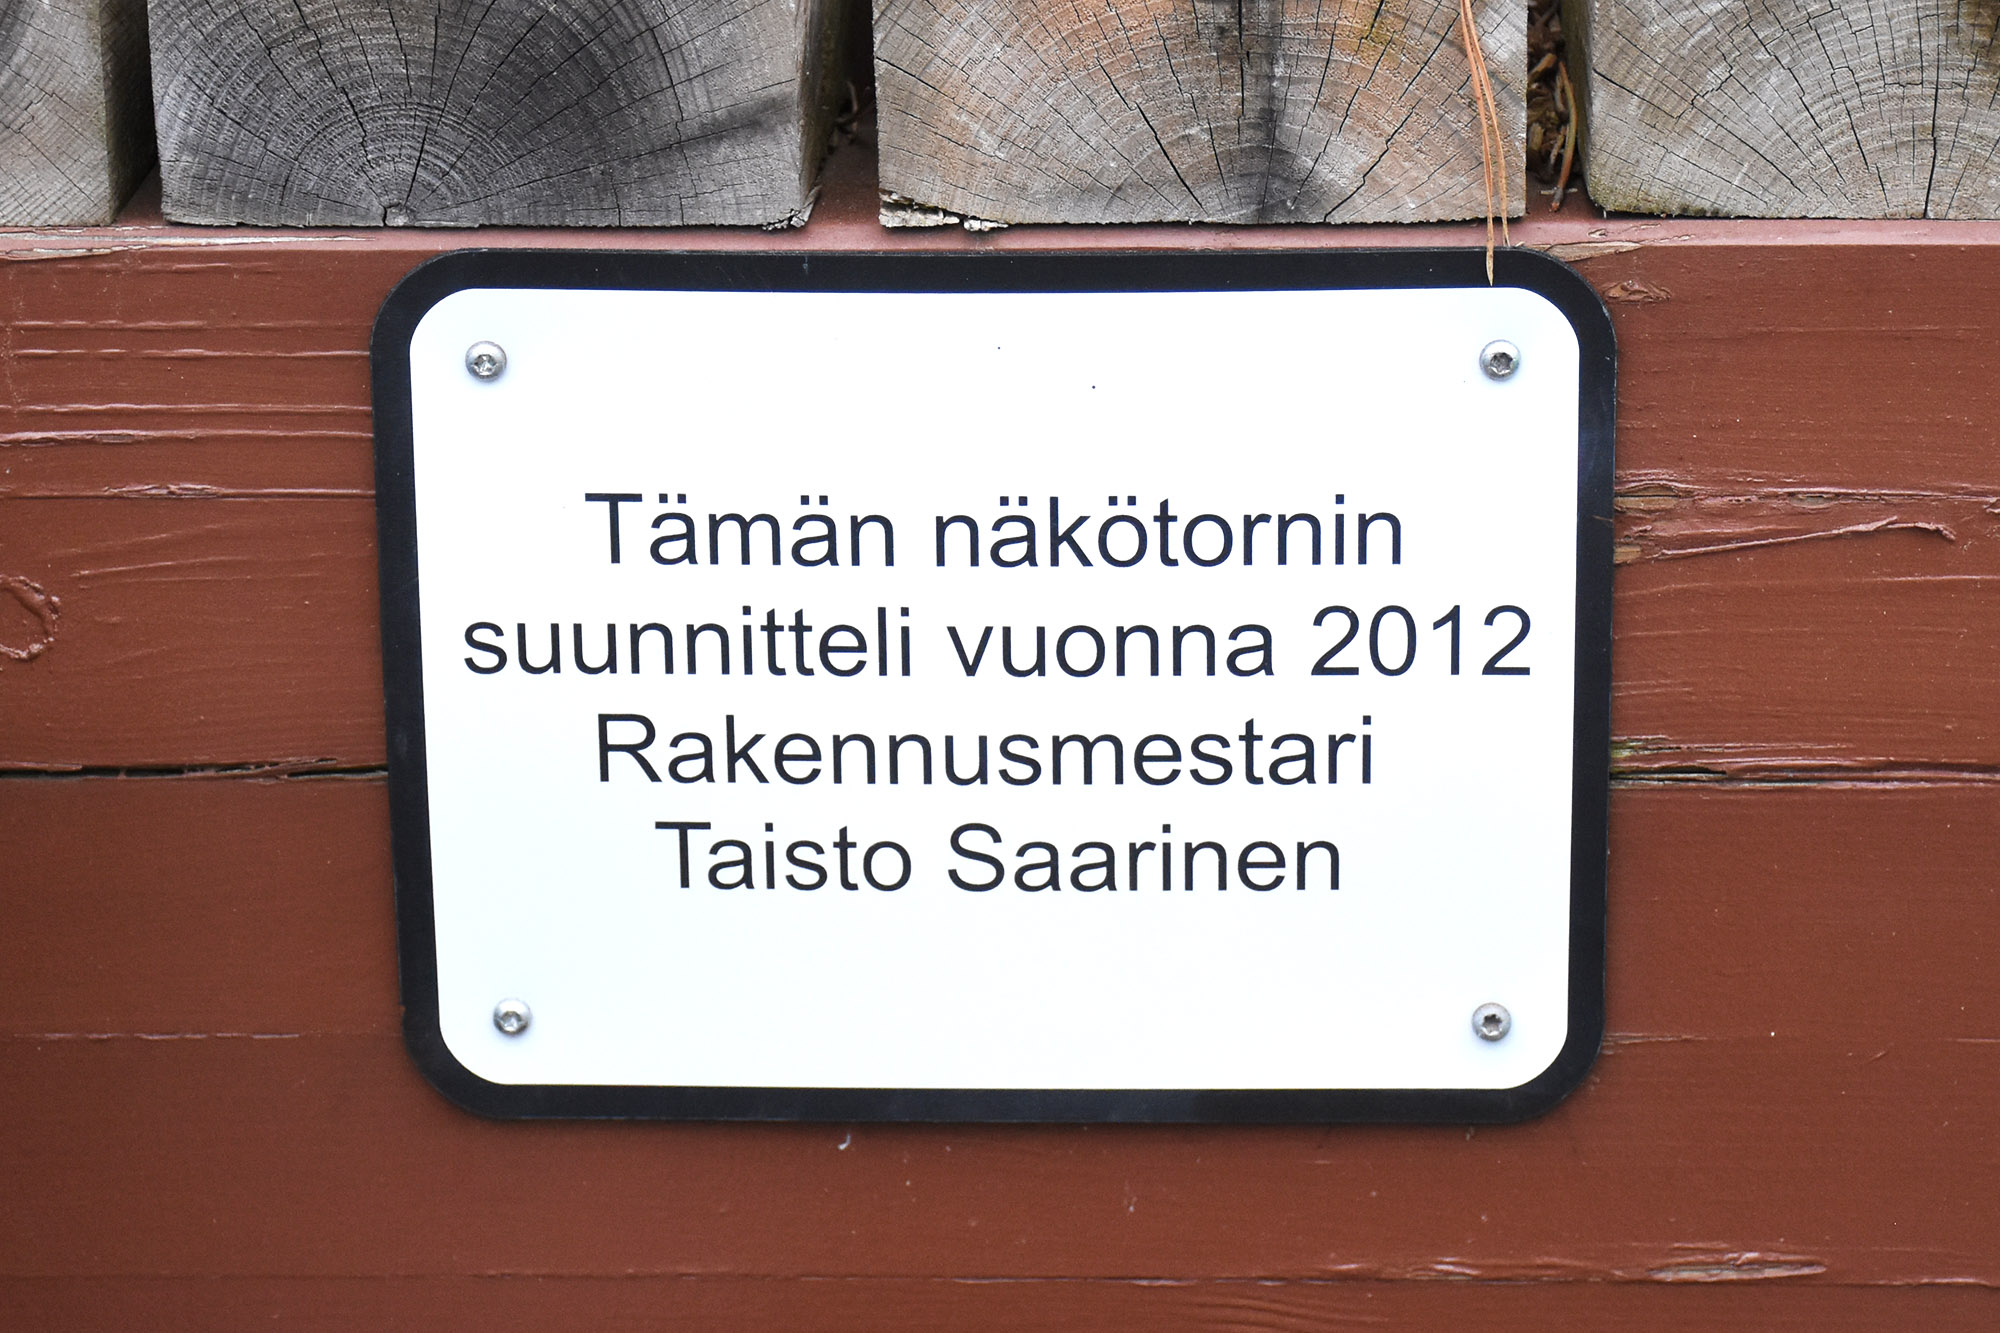 Tämän näkötornin
suunnitteli vuonna 2012
Rakennusmestari
Taisto Saarinen